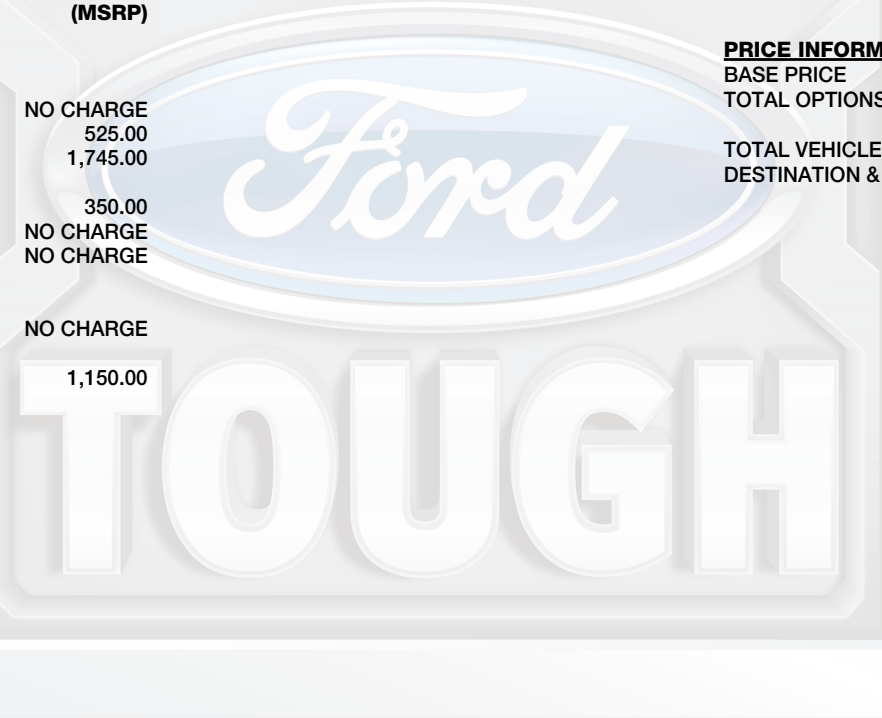 (MSRP)
NO CHARGE
525.00
1,745.00
350.00
NO CHARGE
NO CHARGE
NO CHARGE
1,150.00
PRICE INFORM
BASE PRICE
TOTAL OPTIONS
TOTAL VEHICLE
DESTINATION &
Ford
TOUGH